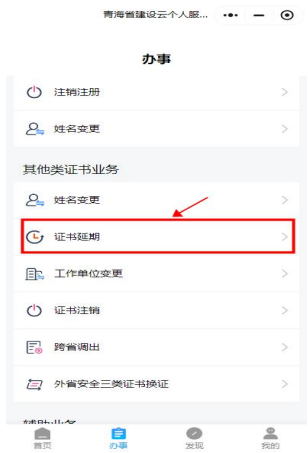 青海省建设云个人服...
办事
注销注册
姓名变更
其他类证书业务
姓名变更
证书延期
工作单位变更
证书注销
跨省调出
外省安全三类证书换证
首页
办事
发现
我的